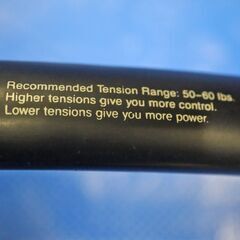 Recommended Tension Range: 50-60 lbs.
Higher tensions give you more control.
Lower tensions give you more power.